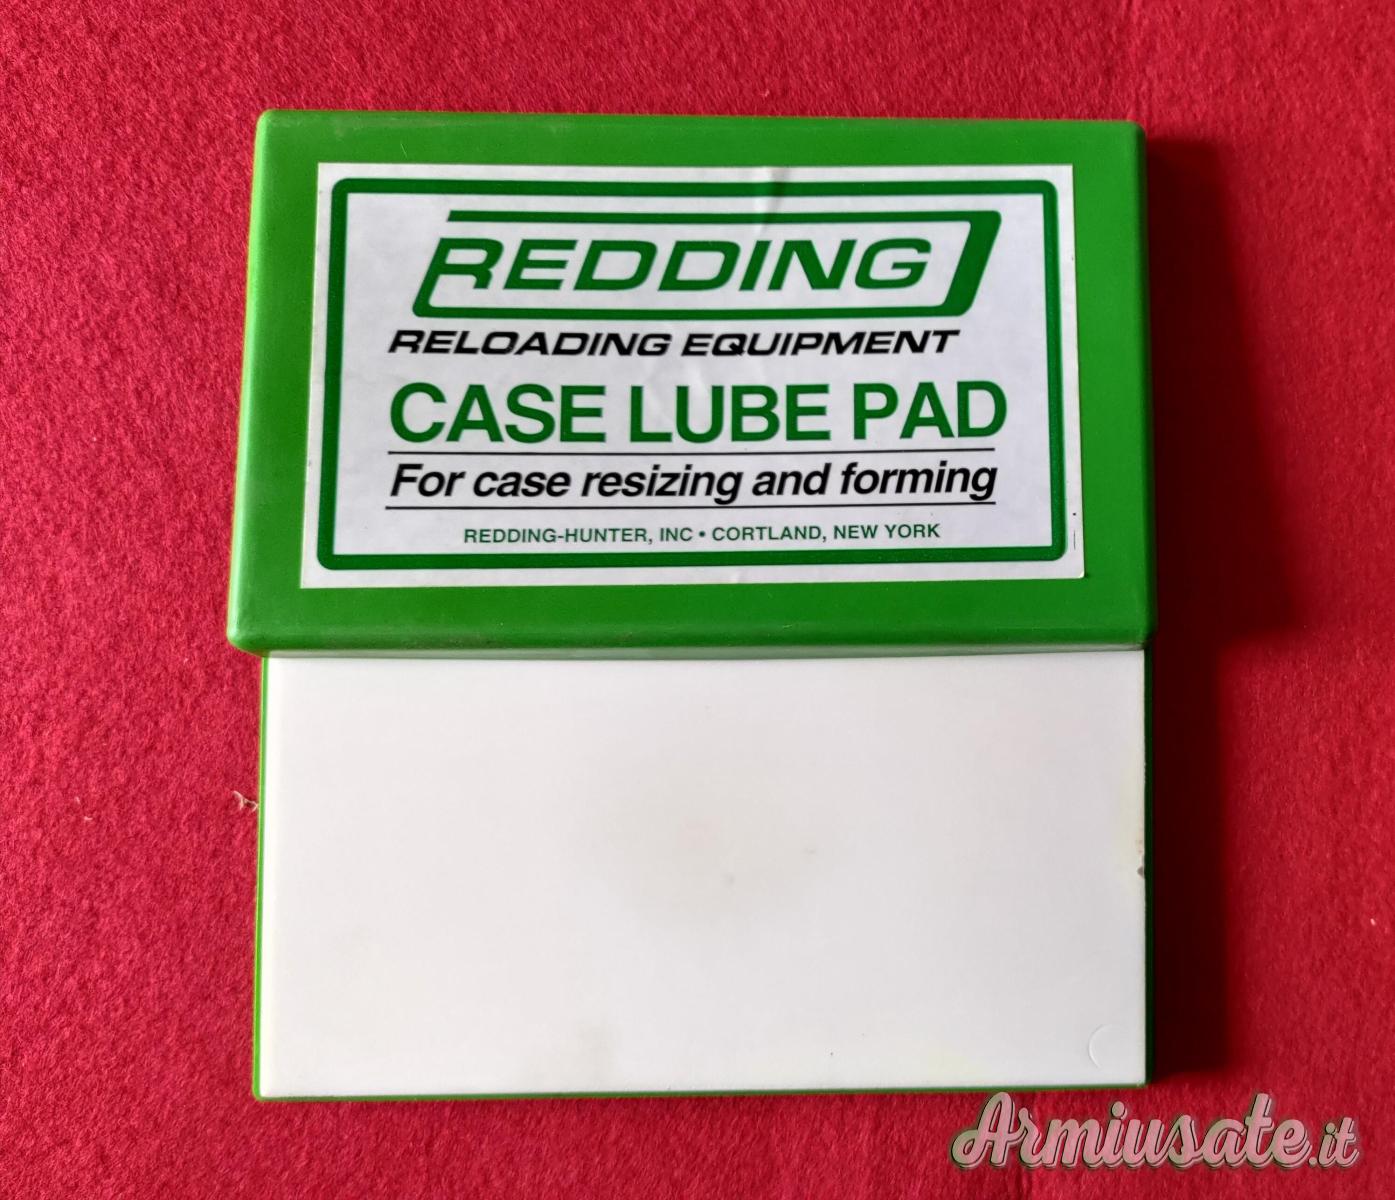 REDDING
RELOADING EQUIPMENT
CASE LUBE PAD
For case resizing and forming
REDDING-HUNTER, INC • CORTLAND, NEW YORK
Armiusate.it